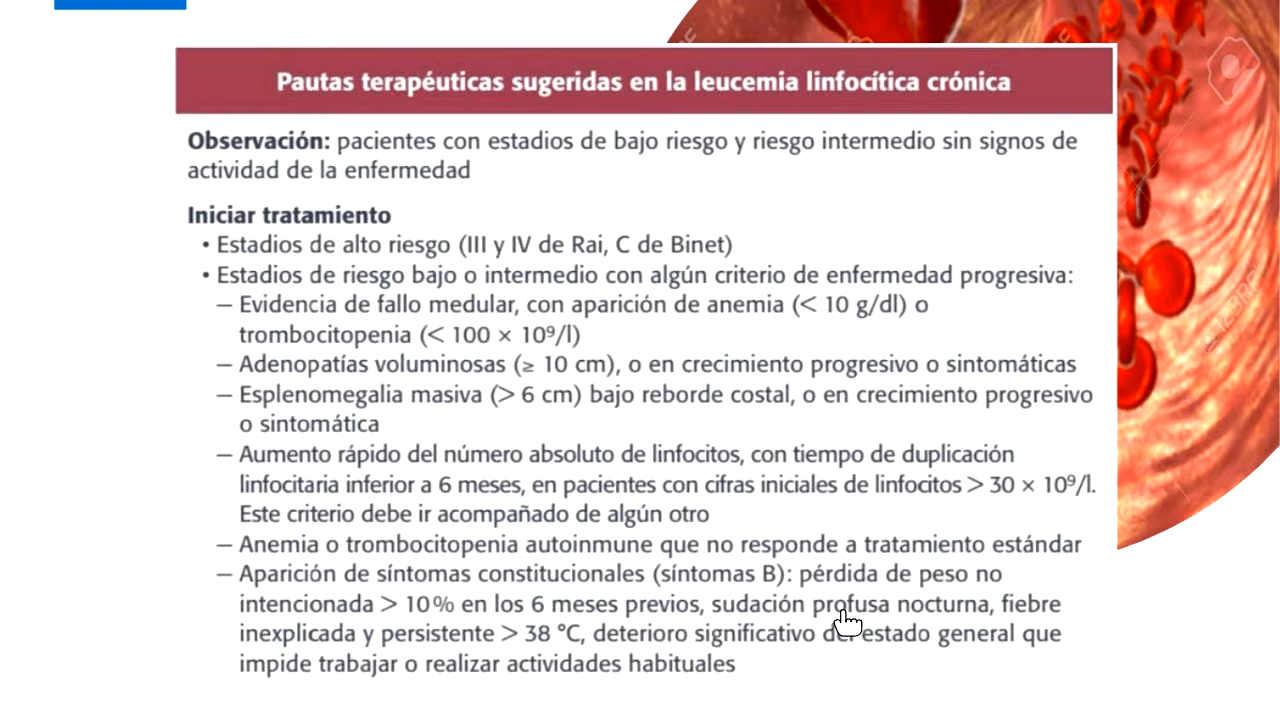 Pautas terapéuticas sugeridas en la leucemia linfocítica crónica
Observación: pacientes con estadios de bajo riesgo y riesgo intermedio sin signos de
actividad de la enfermedad
Iniciar tratamiento
• Estadios de alto riesgo (III y IV de Rai, C de Binet)
• Estadios de riesgo bajo o intermedio con algún criterio de enfermedad progresiva:
– Evidencia de fallo medular, con aparición de anemia (< 10 g/dl) o
trombocitopenia (< 100 × 10⁹/l)
– Adenopatías voluminosas (≥ 10 cm), o en crecimiento progresivo o sintomáticas
– Esplenomegalia masiva (> 6 cm) bajo reborde costal, o en crecimiento progresivo
o sintomática
– Aumento rápido del número absoluto de linfocitos, con tiempo de duplicación
linfocitaria inferior a 6 meses, en pacientes con cifras iniciales de linfocitos > 30 × 10⁹/l.
Este criterio debe ir acompañado de algún otro
– Anemia o trombocitopenia autoinmune que no responde a tratamiento estándar
– Aparición de síntomas constitucionales (síntomas B): pérdida de peso no
intencionada > 10% en los 6 meses previos, sudación profusa nocturna, fiebre
inexplicada y persistente > 38 °C, deterioro significativo del estado general que
impide trabajar o realizar actividades habituales